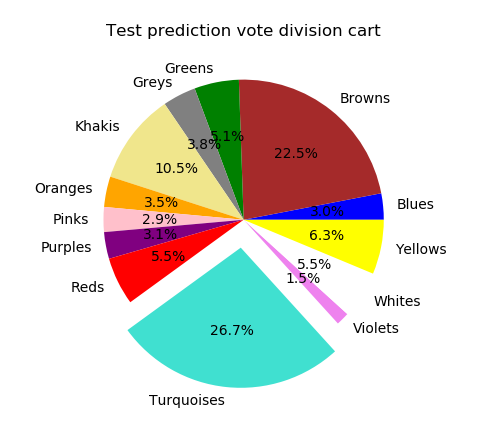 Test prediction vote division cart
Greens
Greys
Browns
Khakis
5.1%
3.8%
22.5%
10.5%
Oranges
3.5%
Blues
3.0%
Pinks
2.9%
Purples
3.1%
6.3%
Yellows
5.5%
5.5%
Reds
1.5%
Whites
Violets
26.7%
Turquoises